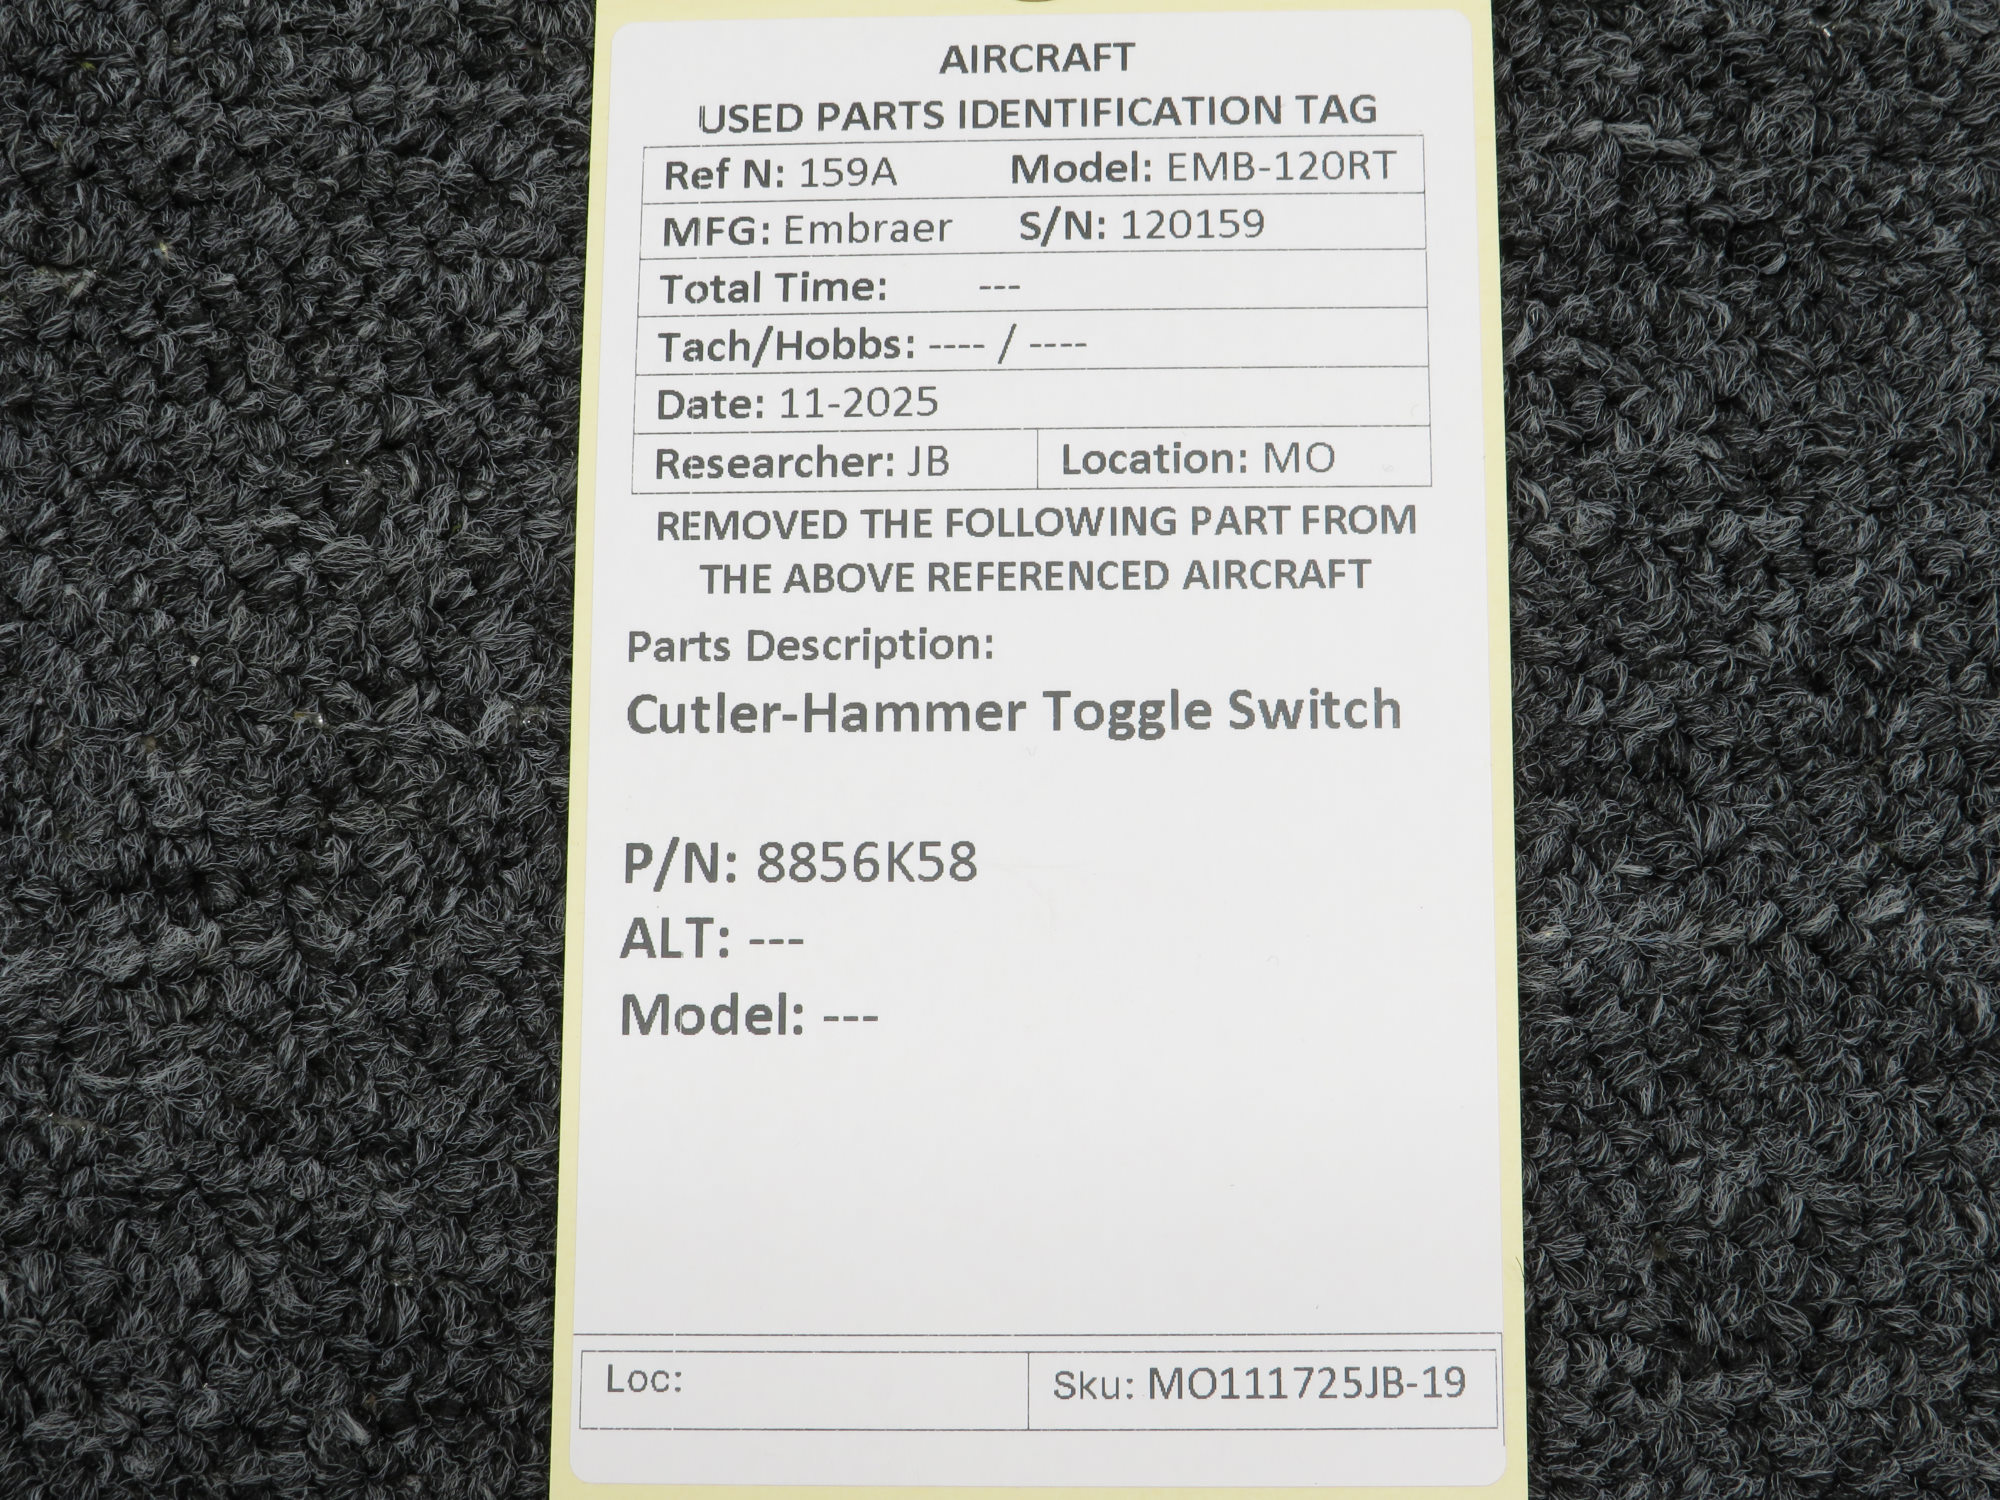 AIRCRAFT
USED PARTS IDENTIFICATION TAG
Ref N: 159A Model: EMB-120RT
MFG: Embraer S/N: 120159
Total Time: ---
Tach/Hobbs: ---- / ----
Date: 11-2025
Researcher: JB Location: MO
REMOVED THE FOLLOWING PART FROM
THE ABOVE REFERENCED AIRCRAFT
Parts Description:
Cutler-Hammer Toggle Switch
P/N: 8856K58
ALT: ---
Model: ---
Loc: Sku: MO111725JB-19